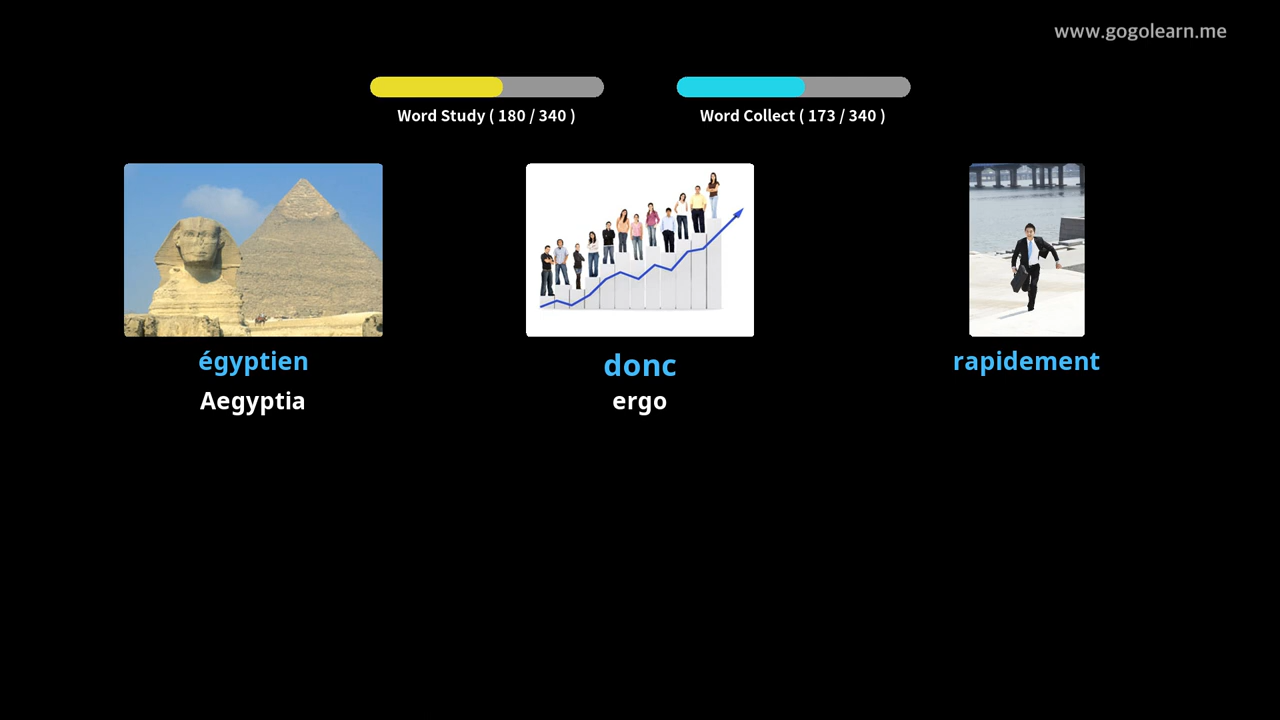 www.gogolearn.me
Word Study ( 180 / 340 )
Word Collect ( 173 / 340 )
égyptien
Aegyptia
donc
ergo
rapidement